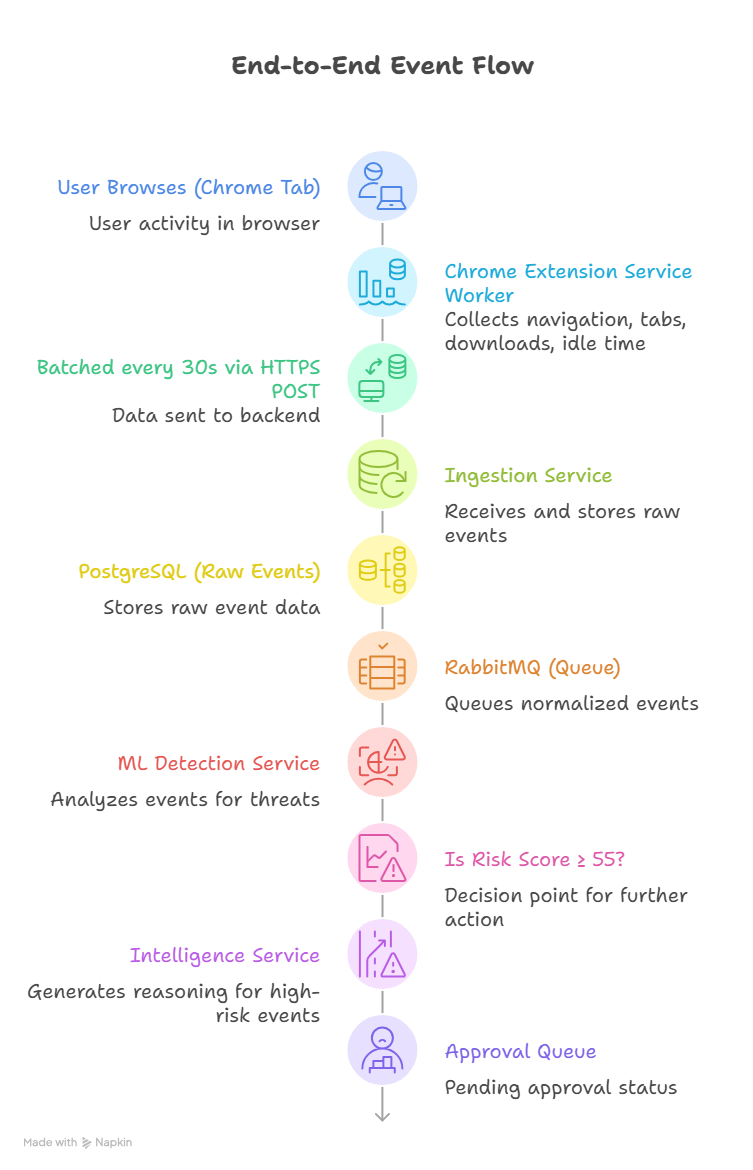 End-to-End Event Flow
User Browses (Chrome Tab)
User activity in browser
Chrome Extension Service
Worker
Collects navigation, tabs,
downloads, idle time
Batched every 30s via HTTPS
POST
Data sent to backend
Ingestion Service
Receives and stores raw
events
PostgreSQL (Raw Events)
Stores raw event data
RabbitMQ (Queue)
Queues normalized events
ML Detection Service
Analyzes events for threats
Is Risk Score ≥ 55?
Decision point for further
action
Intelligence Service
Generates reasoning for high-
risk events
Approval Queue
Pending approval status
Made with Napkin